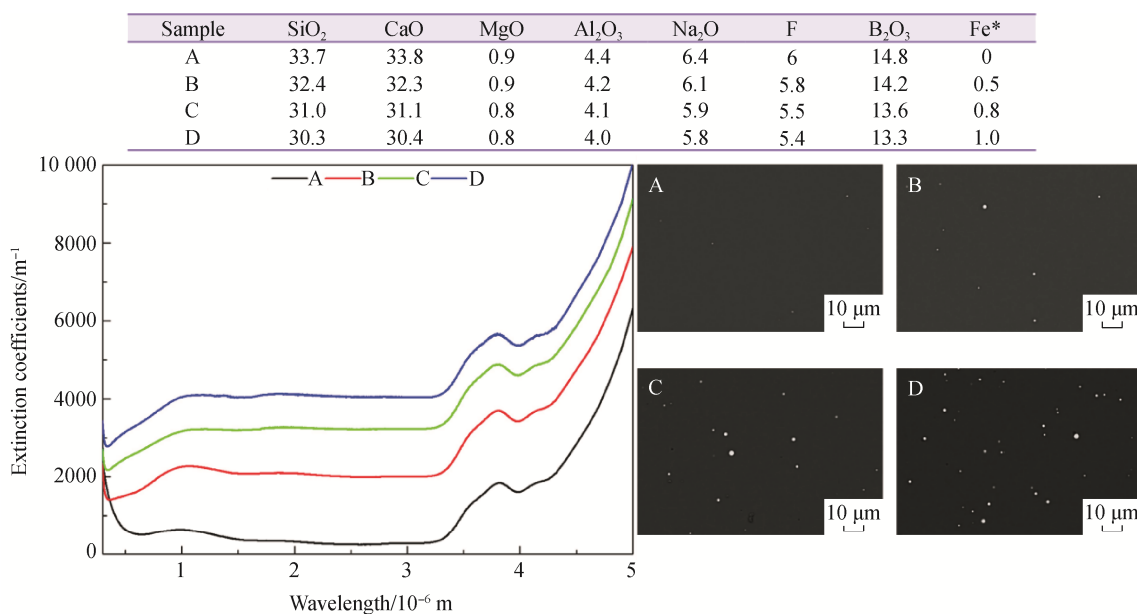 Sample SiO₂ CaO MgO Al₂O₃ Na₂O F B₂O₃ Fe*
A 33.7 33.8 0.9 4.4 6.4 6 14.8 0
B 32.4 32.3 0.9 4.2 6.1 5.8 14.2 0.5
C 31.0 31.1 0.8 4.1 5.9 5.5 13.6 0.8
D 30.3 30.4 0.8 4.0 5.8 5.4 13.3 1.0
10 000
8000
6000
4000
2000
0
Extinction coefficients/m⁻¹
A B C D
1 2 3 4 5
Wavelength/10⁻⁶ m
A
10 μm
B
10 μm
C
10 μm
D
10 μm